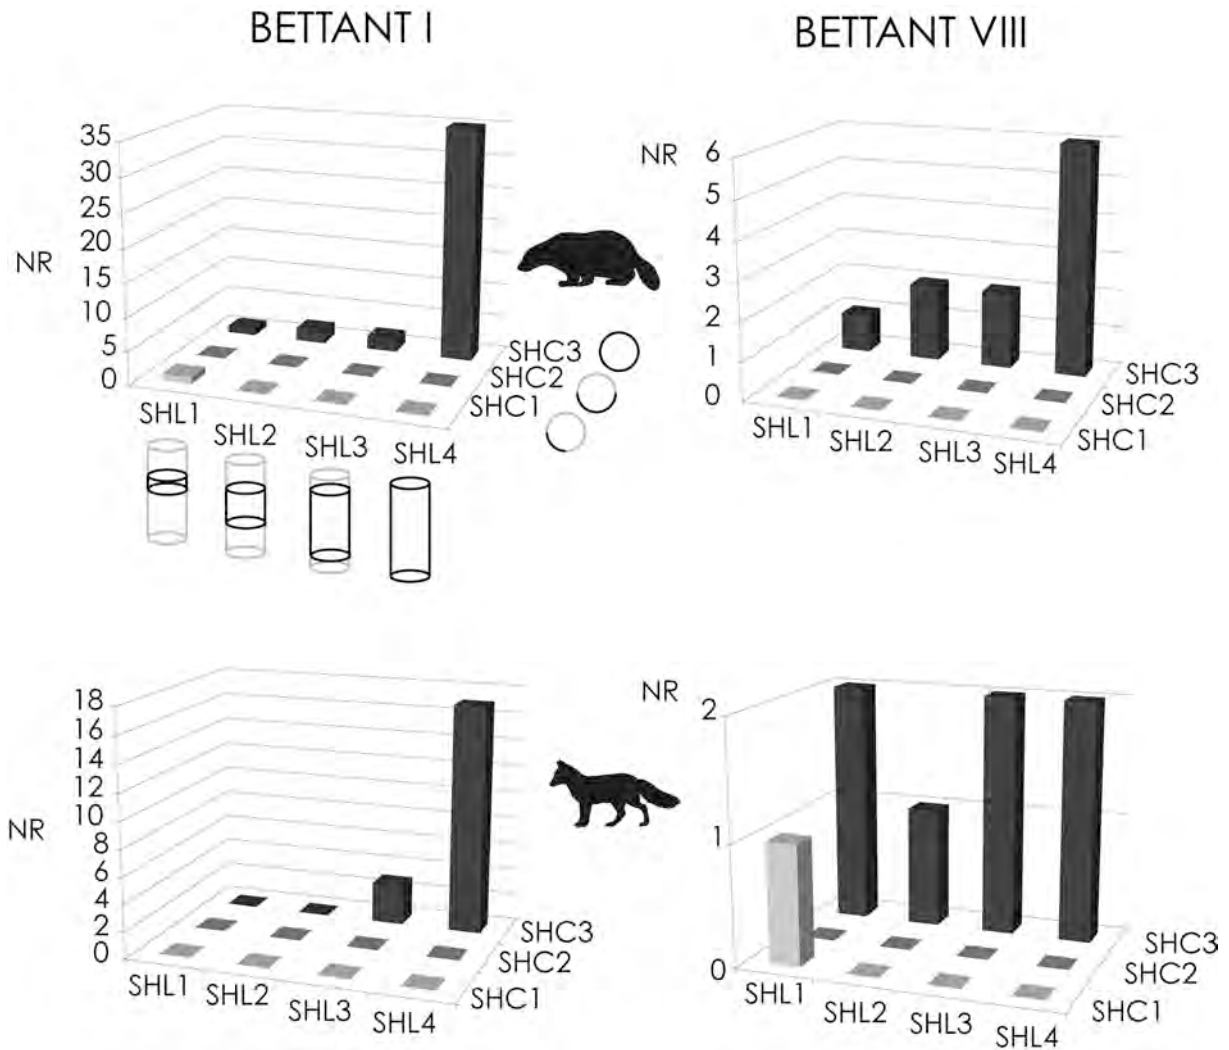 BETTANT I
BETTANT VIII
NR
35
30
25
20
15
10
5
0
SHL1
SHL2
SHL3
SHL4
SHC3
SHC2
SHC1
NR
6
5
4
3
2
1
0
SHL1
SHL2
SHL3
SHL4
SHC3
SHC2
SHC1
NR
18
16
14
12
10
8
6
4
2
0
SHL1
SHL2
SHL3
SHL4
SHC3
SHC2
SHC1
NR
2
1
0
SHL1
SHL2
SHL3
SHL4
SHC3
SHC2
SHC1